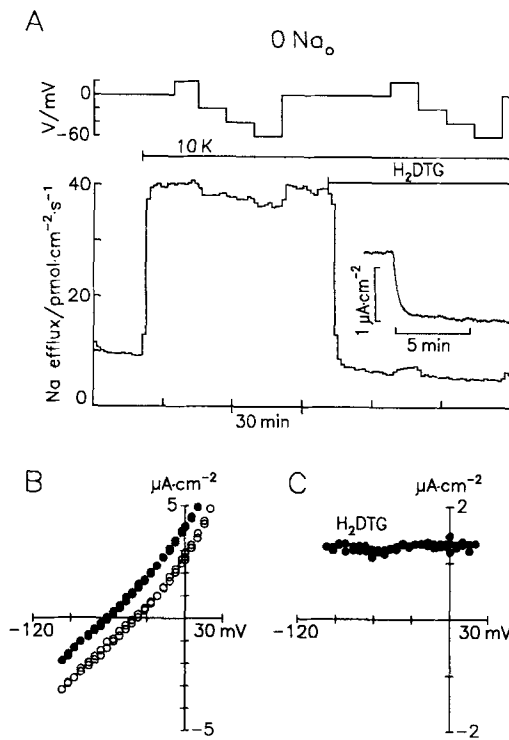 A
0 Na₀
V/mV
0
-60
10 K
H₂DTG
Na efflux/pmol·cm⁻²·s⁻¹
40
20
0
1 μA·cm⁻²
5 min
30 min
B
μA·cm⁻²
5
-120
30 mV
-5
C
μA·cm⁻²
2
H₂DTG
-120
30 mV
-2